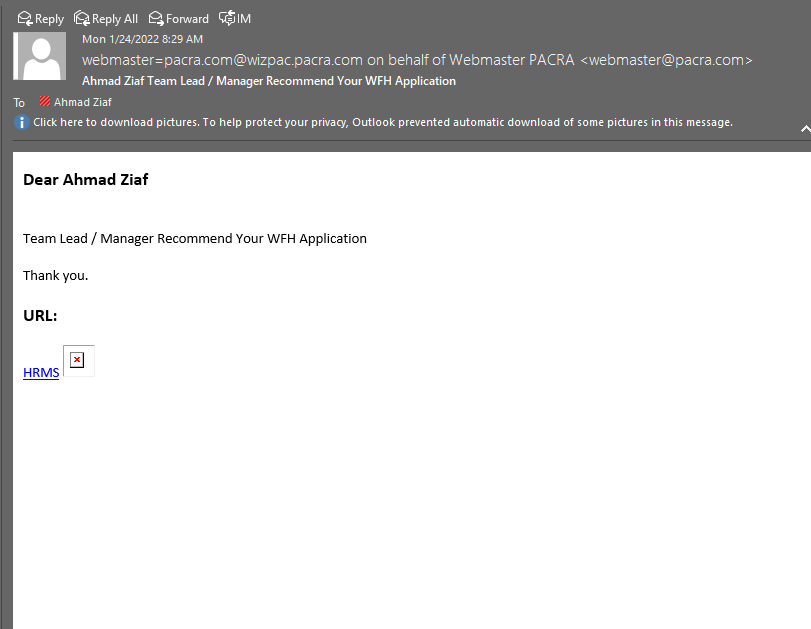 Reply Reply All Forward IM
Mon 1/24/2022 8:29 AM
webmaster=pacra.com@wizpac.pacra.com on behalf of Webmaster PACRA <webmaster@pacra.com>
Ahmad Ziaf Team Lead / Manager Recommend Your WFH Application
To Ahmad Ziaf
Click here to download pictures. To help protect your privacy, Outlook prevented automatic download of some pictures in this message.
Dear Ahmad Ziaf
Team Lead / Manager Recommend Your WFH Application
Thank you.
URL:
HRMS